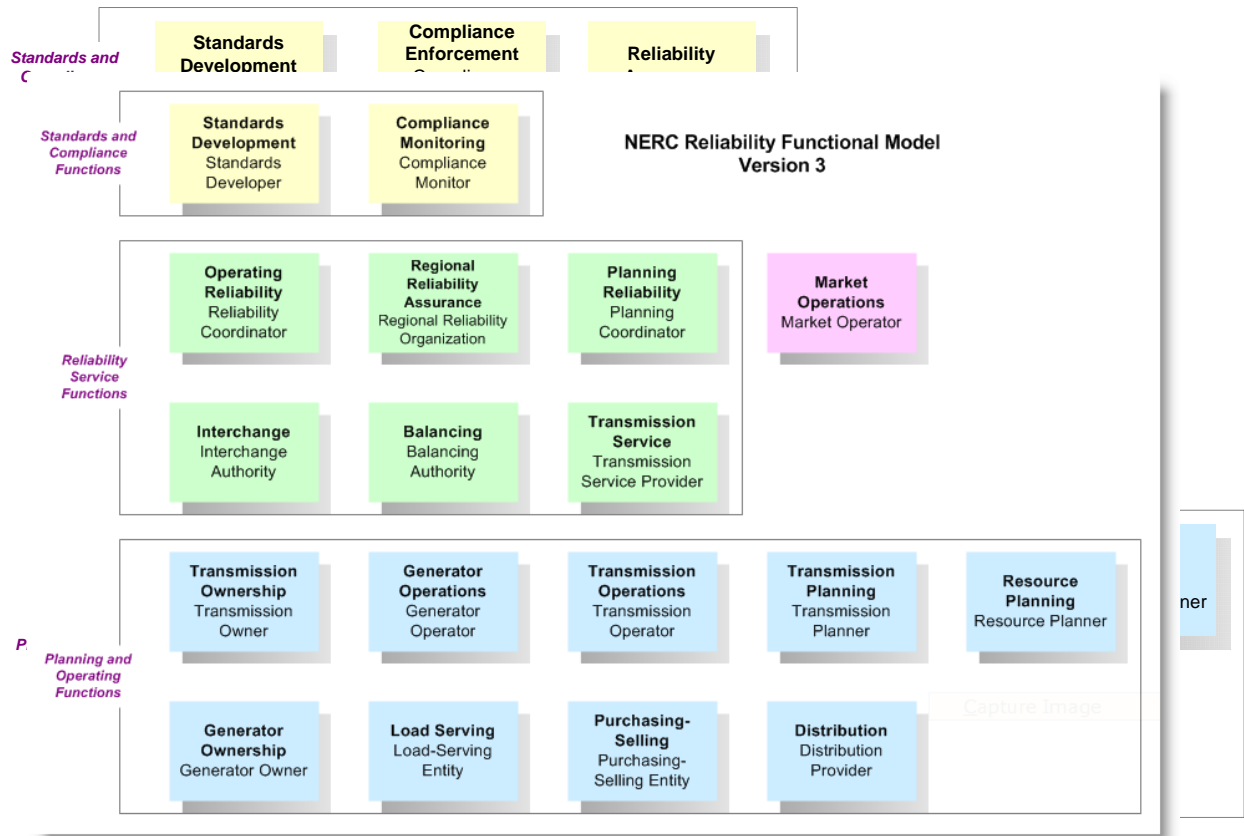 Standards
Development
Compliance
Enforcement
Reliability
Standards and
Standards and
Compliance
Functions
Standards
Development
Standards
Developer
Compliance
Monitoring
Compliance
Monitor
NERC Reliability Functional Model
Version 3
Operating
Reliability
Reliability
Coordinator
Regional
Reliability
Assurance
Regional Reliability
Organization
Planning
Reliability
Planning
Coordinator
Market
Operations
Market Operator
Reliability
Service
Functions
Interchange
Interchange
Authority
Balancing
Balancing
Authority
Transmission
Service
Transmission
Service Provider
Transmission
Ownership
Transmission
Owner
Generator
Operations
Generator
Operator
Transmission
Operations
Transmission
Operator
Transmission
Planning
Transmission
Planner
Resource
Planning
Resource Planner
ner
P
Planning and
Operating
Functions
Generator
Ownership
Generator Owner
Load Serving
Load-Serving
Entity
Purchasing-
Selling
Purchasing-
Selling Entity
Distribution
Distribution
Provider
Capture Image